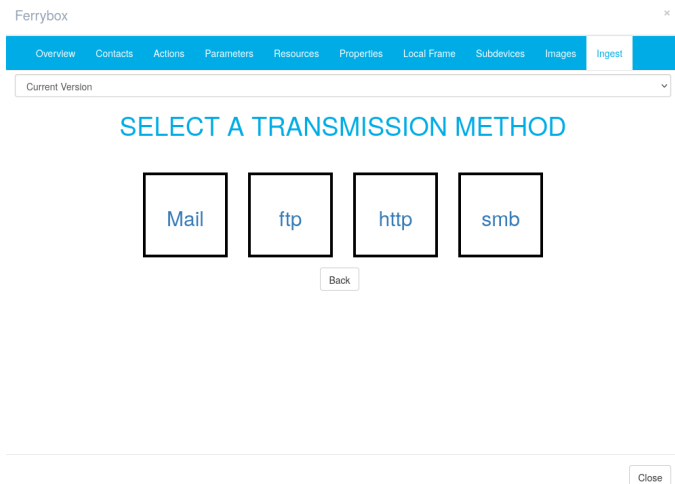 Ferrybox ×
Overview Contacts Actions Parameters Resources Properties Local Frame Subdevices Images Ingest
Current Version
SELECT A TRANSMISSION METHOD
Mail ftp http smb
Back
Close